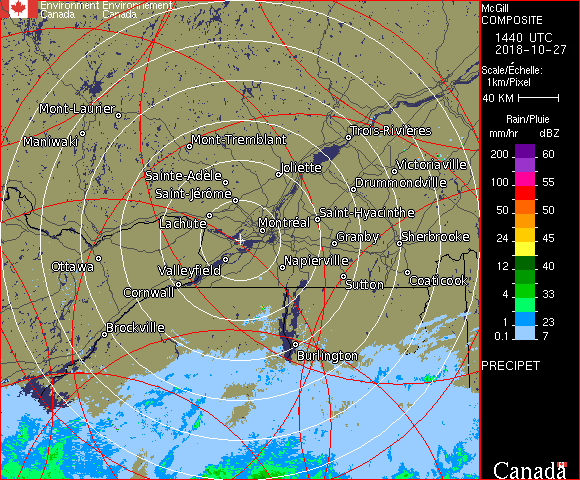 Environment Environnement
Canada Canada
McGill
COMPOSITE
1440 UTC
2018-10-27
Scale/Échelle:
1km/Pixel
40 KM
Rain/Pluie
mm/hr dBZ
200 60
55
100 55
50 50
24 45
12 40
4 33
1 23
0.1 7
PRECIPET
Canada
Mont-Laurier
Maniwaki
Mont-Tremblant
Trois-Rivières
Joliette
Victoriaville
Sainte-Adèle
Drummondville
Saint-Jérôme
Saint-Hyacinthe
Lachute
Montréal
Granby
Sherbrooke
Ottawa
Valleyfield
Napierville
Cornwall
Sutton
Coaticook
Brockville
Burlington